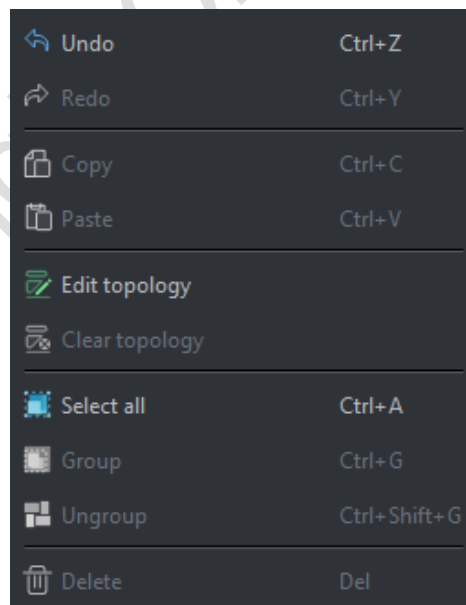 Undo Ctrl+Z
Redo Ctrl+Y
Copy Ctrl+C
Paste Ctrl+V
Edit topology
Clear topology
Select all Ctrl+A
Group Ctrl+G
Ungroup Ctrl+Shift+G
Delete Del